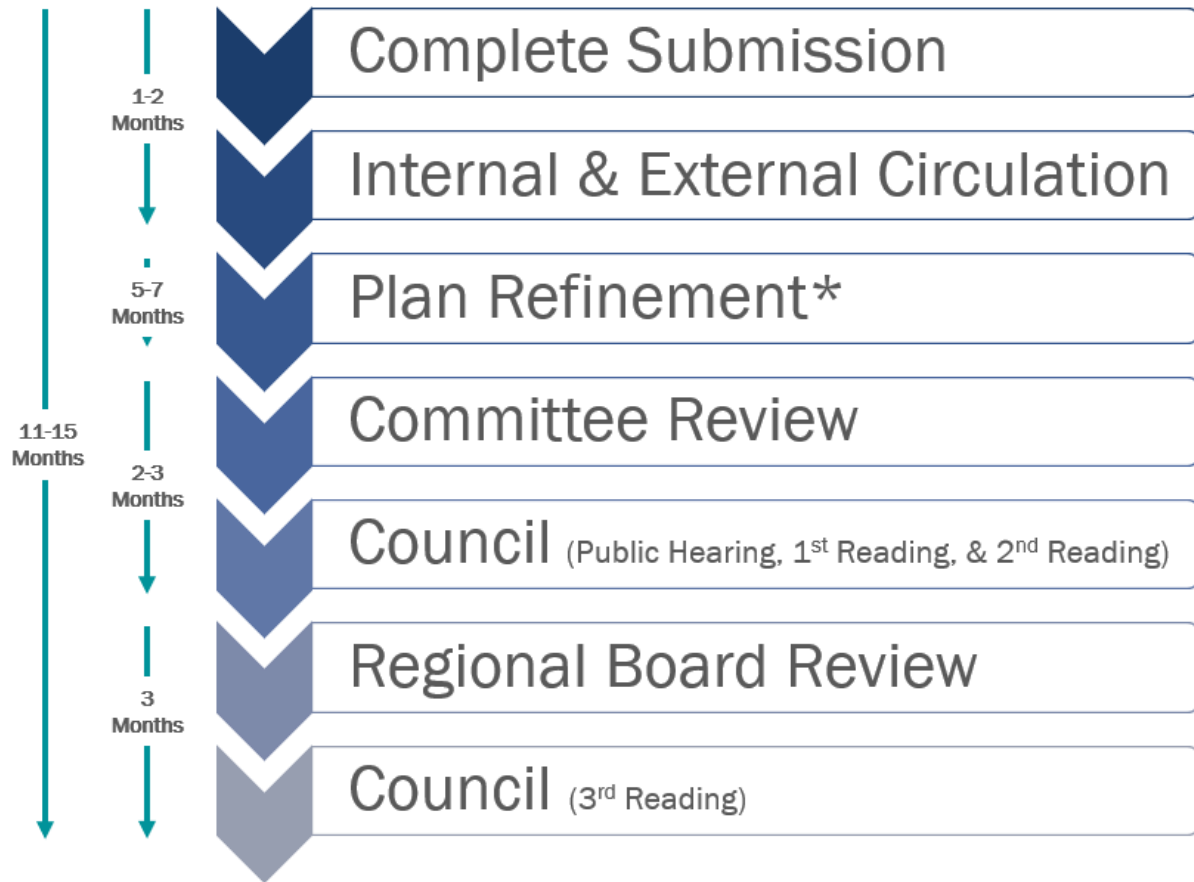 Complete Submission
1-2
Months
Internal & External Circulation
5-7
Months
Plan Refinement*
11-15
Months
Committee Review
2-3
Months
Council (Public Hearing, 1st Reading, & 2nd Reading)
Regional Board Review
3
Months
Council (3rd Reading)